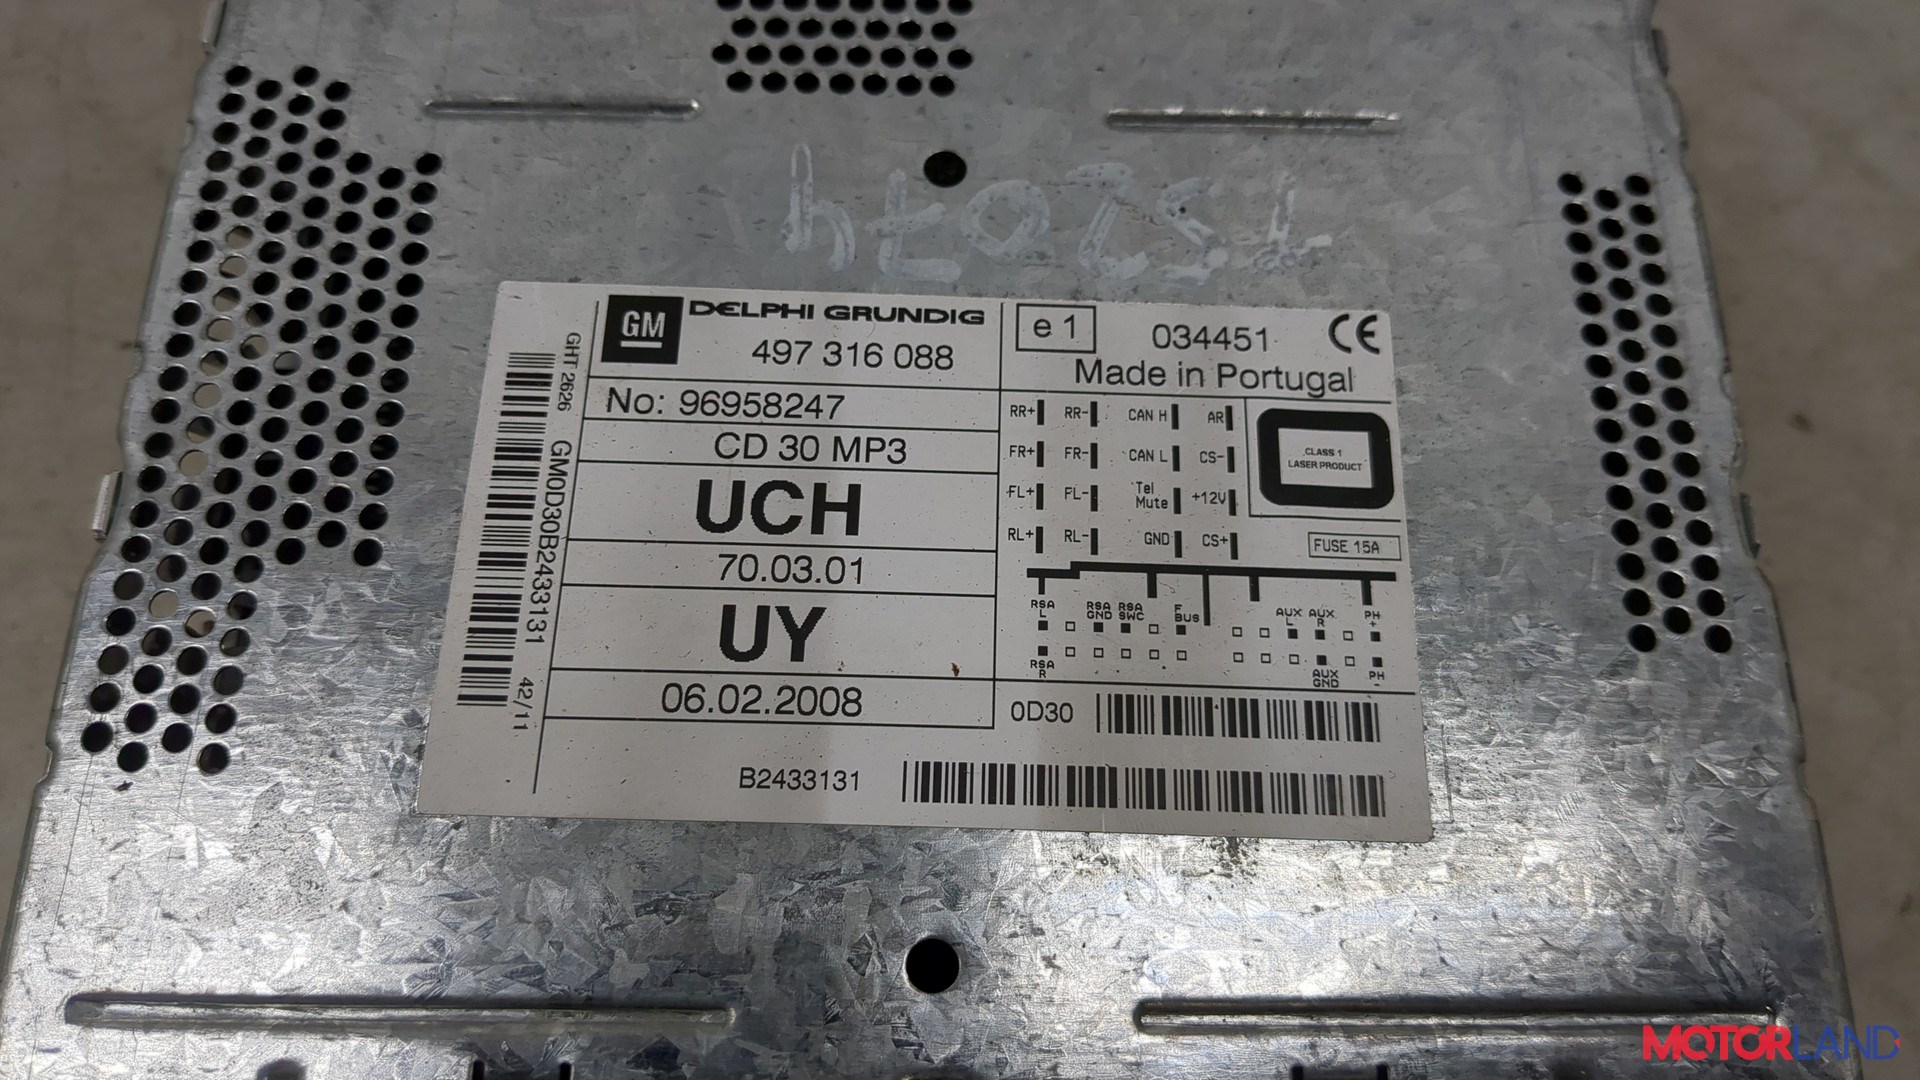 GM DELPHI GRUNDIG
497 316 088
No: 96958247
CD 30 MP3
UCH
70.03.01
UY
06.02.2008
GHT 2626 GM0D30B2433131 42/11
e1 034451 CE
Made in Portugal
RR+ RR- CAN H AR
FR+ FR- CAN L CS-
FL+ FL- Tel Mute +12V
RL+ RL- GND CS+
CLASS 1
LASER PRODUCT
FUSE 15A
RSA L RSA GND RSA SWC F BUS AUX L AUX R PH +
RSA R AUX GND PH -
0D30
B2433131
MOTORLAND